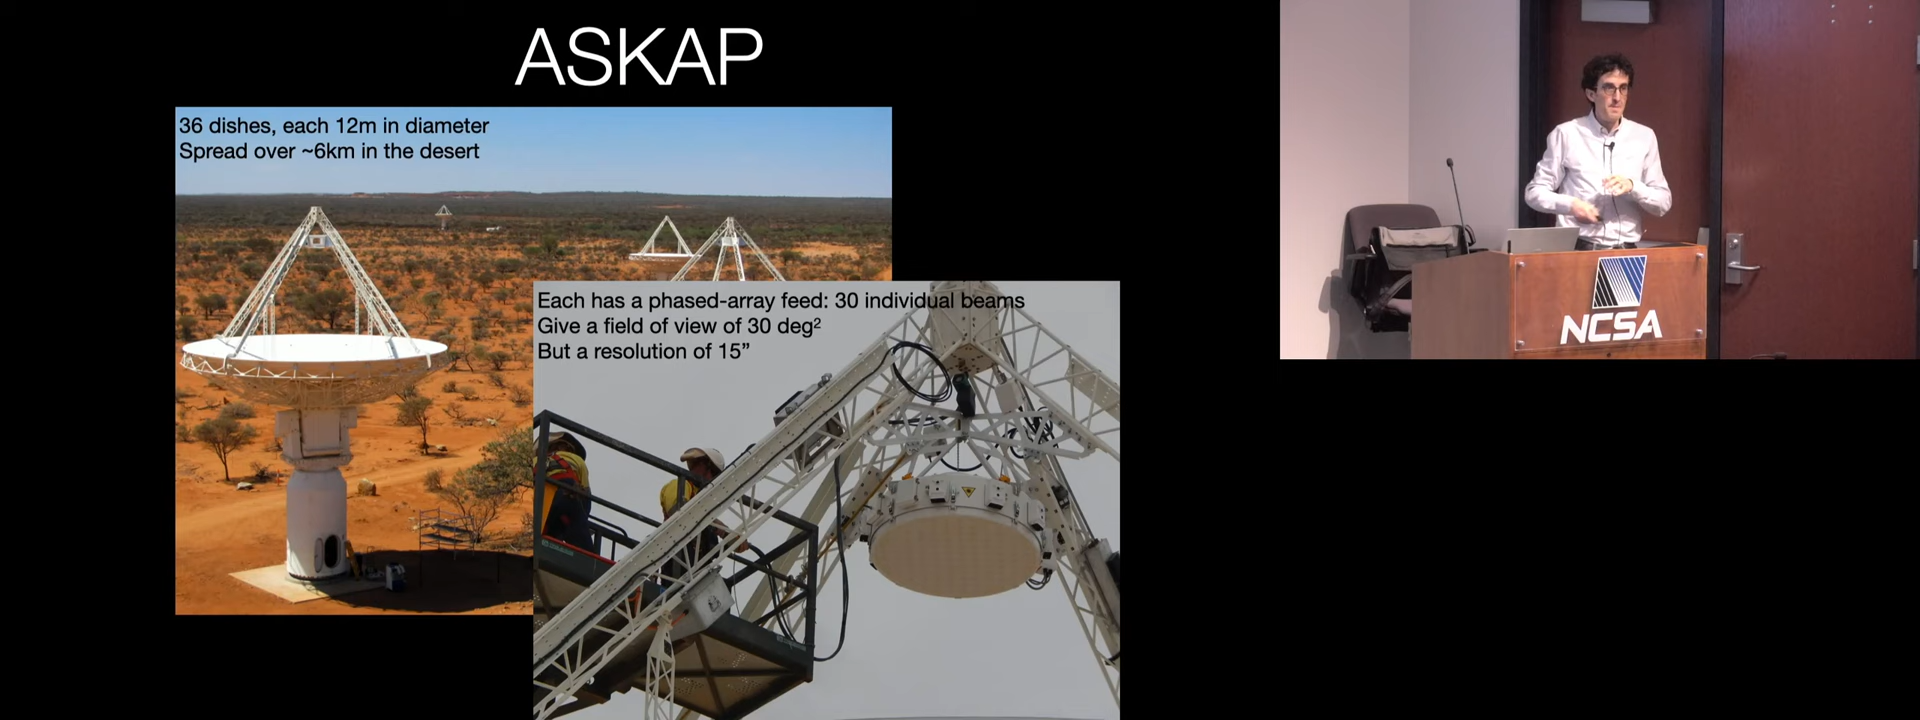 ASKAP
36 dishes, each 12m in diameter
Spread over ~6km in the desert
Each has a phased-array feed: 30 individual beams
Give a field of view of 30 deg²
But a resolution of 15”
NCSA